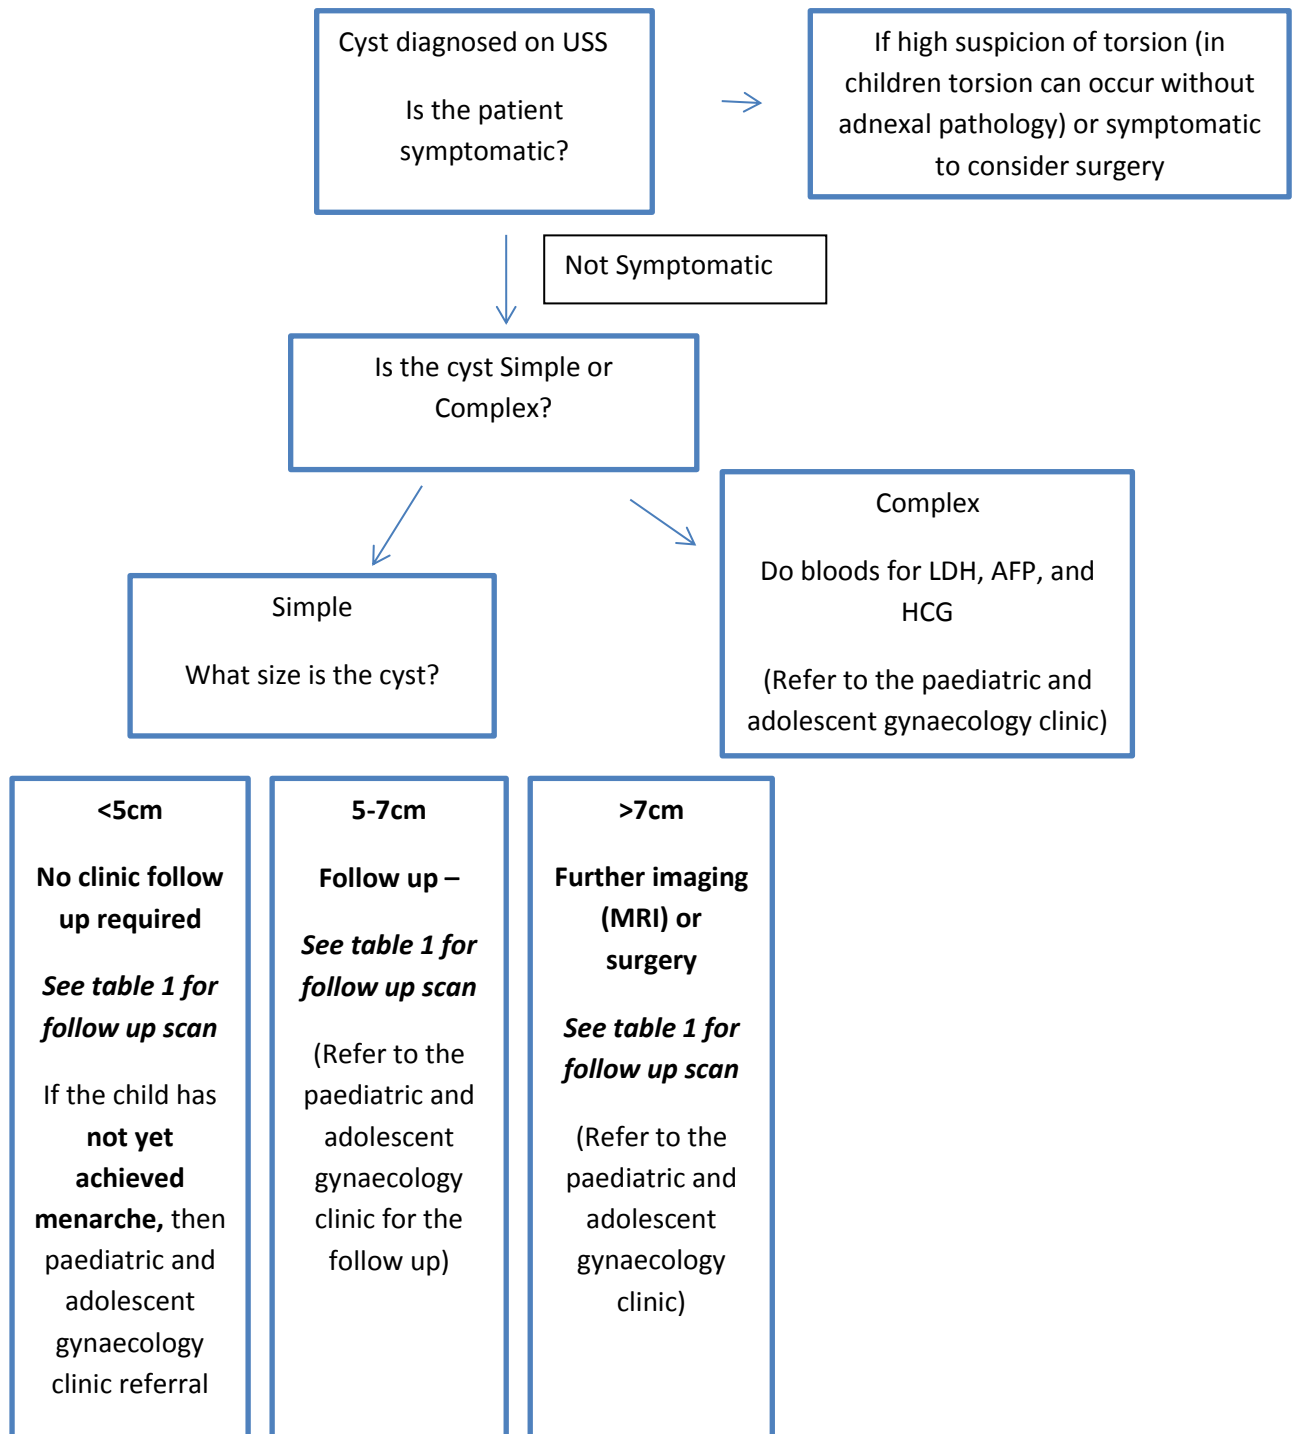 Cyst diagnosed on USS
Is the patient
symptomatic?
If high suspicion of torsion (in
children torsion can occur without
adnexal pathology) or symptomatic
to consider surgery
Not Symptomatic
Is the cyst Simple or
Complex?
Complex
Do bloods for LDH, AFP, and
HCG
(Refer to the paediatric and
adolescent gynaecology clinic)
Simple
What size is the cyst?
<5cm
No clinic follow
up required
See table 1 for
follow up scan
If the child has
not yet
achieved
menarche, then
paediatric and
adolescent
gynaecology
clinic referral
5-7cm
Follow up –
See table 1 for
follow up scan
(Refer to the
paediatric and
adolescent
gynaecology
clinic for the
follow up)
>7cm
Further imaging
(MRI) or
surgery
See table 1 for
follow up scan
(Refer to the
paediatric and
adolescent
gynaecology
clinic)